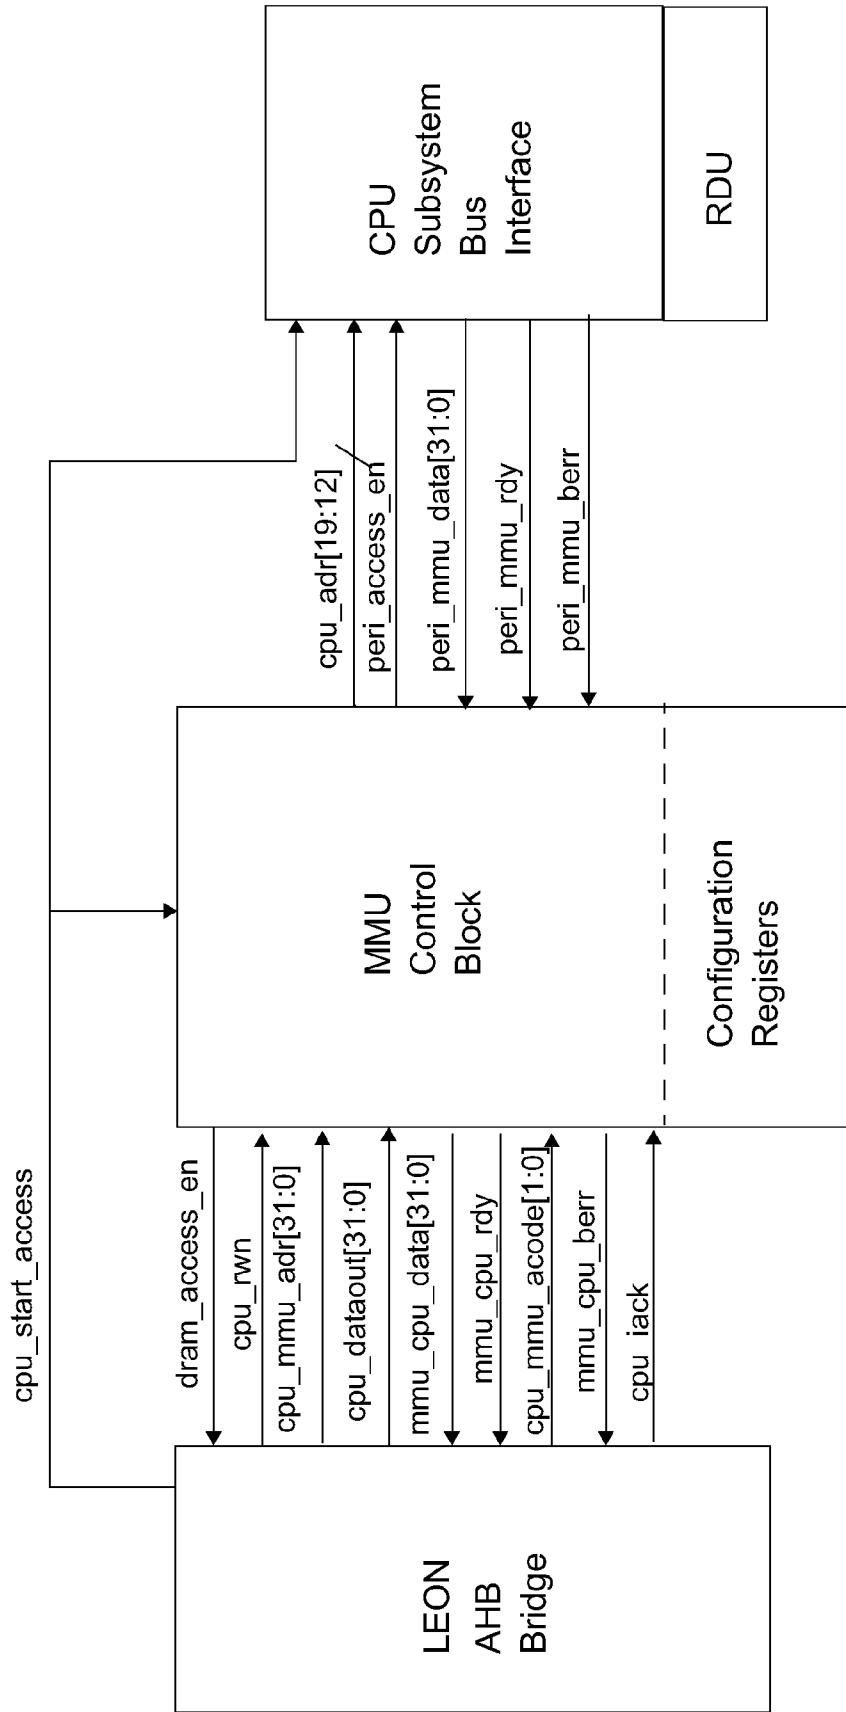 cpu_start_access
LEON
AHB
Bridge
dram_access_en
cpu_rwn
cpu_mmu_adr[31:0]
cpu_dataout[31:0]
mmu_cpu_data[31:0]
mmu_cpu_rdy
cpu_mmu_acode[1:0]
mmu_cpu_berr
cpu_iack
MMU
Control
Block
Configuration
Registers
cpu_adr[19:12]
peri_access_en
peri_mmu_data[31:0]
peri_mmu_rdy
peri_mmu_berr
CPU
Subsystem
Bus
Interface
RDU